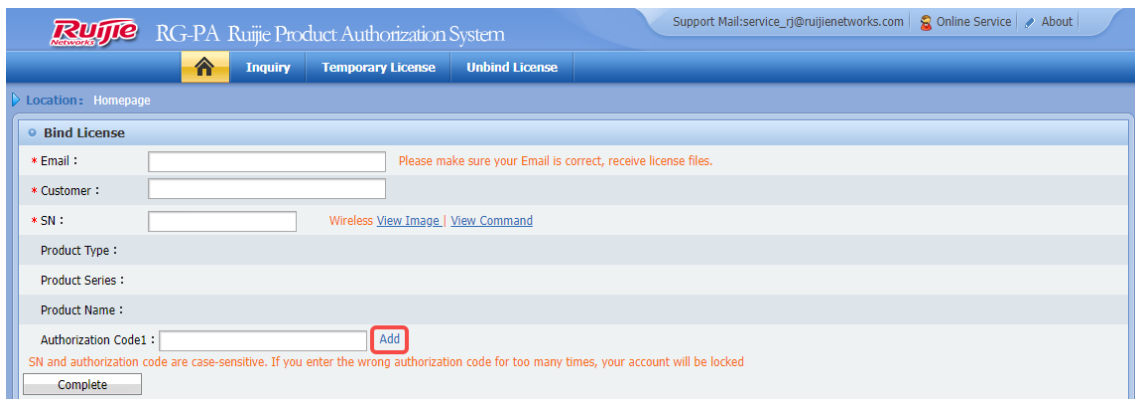 Support Mail:service_rj@ruijienetworks.com Online Service About
Ruijie Networks RG-PA Ruijie Product Authorization System
Inquiry Temporary License Unbind License
Location: Homepage
Bind License
* Email : Please make sure your Email is correct, receive license files.
* Customer :
* SN : Wireless View Image | View Command
Product Type :
Product Series :
Product Name :
Authorization Code1 : Add
SN and authorization code are case-sensitive. If you enter the wrong authorization code for too many times, your account will be locked
Complete